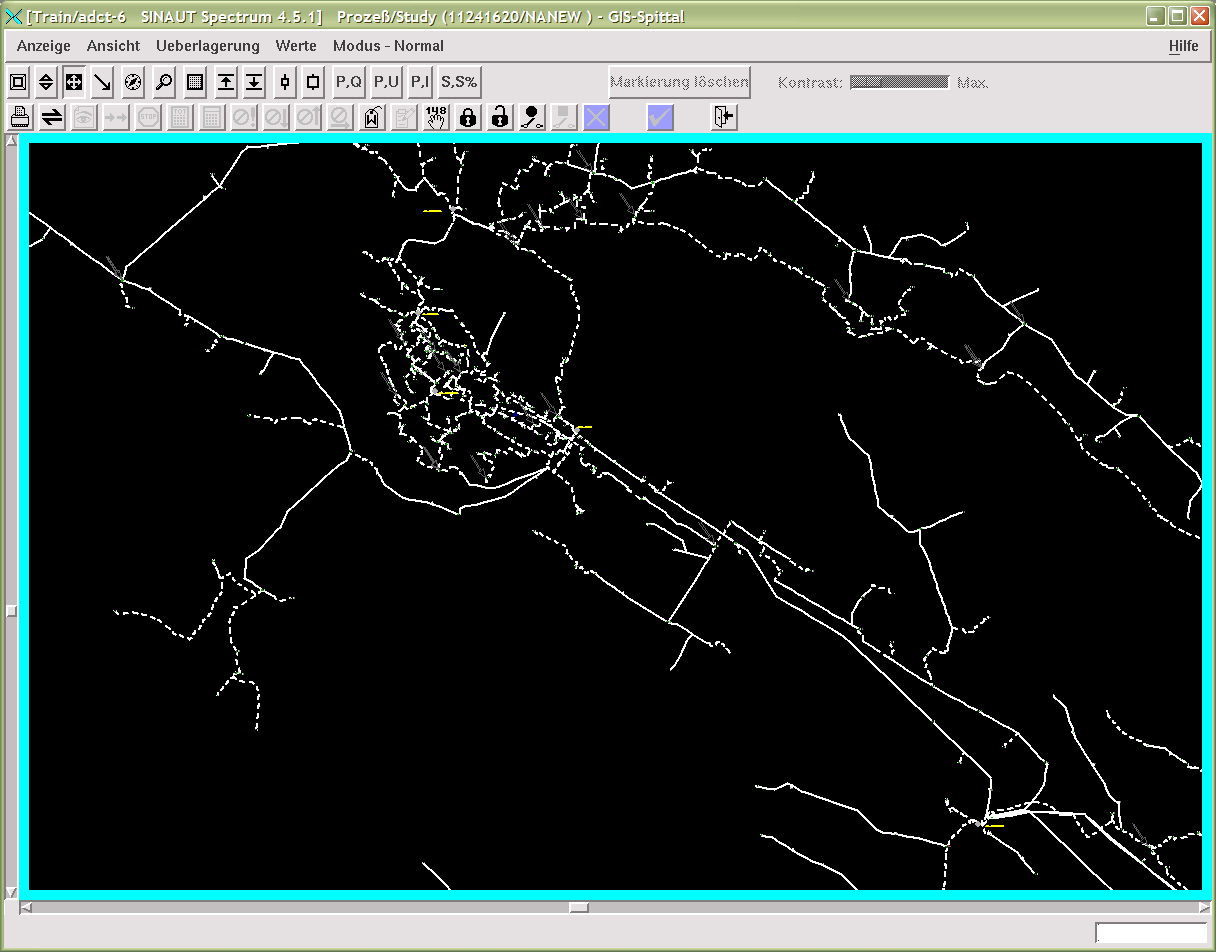 [Train/adct-6 SINAUT Spectrum 4.5.1] Prozeß/Study (11241620/NANEW ) - GIS-Spittal
Anzeige Ansicht Ueberlagerung Werte Modus - Normal Hilfe
P,Q P,U P,I S,S% Markierung löschen Kontrast: Max.
STOP 148